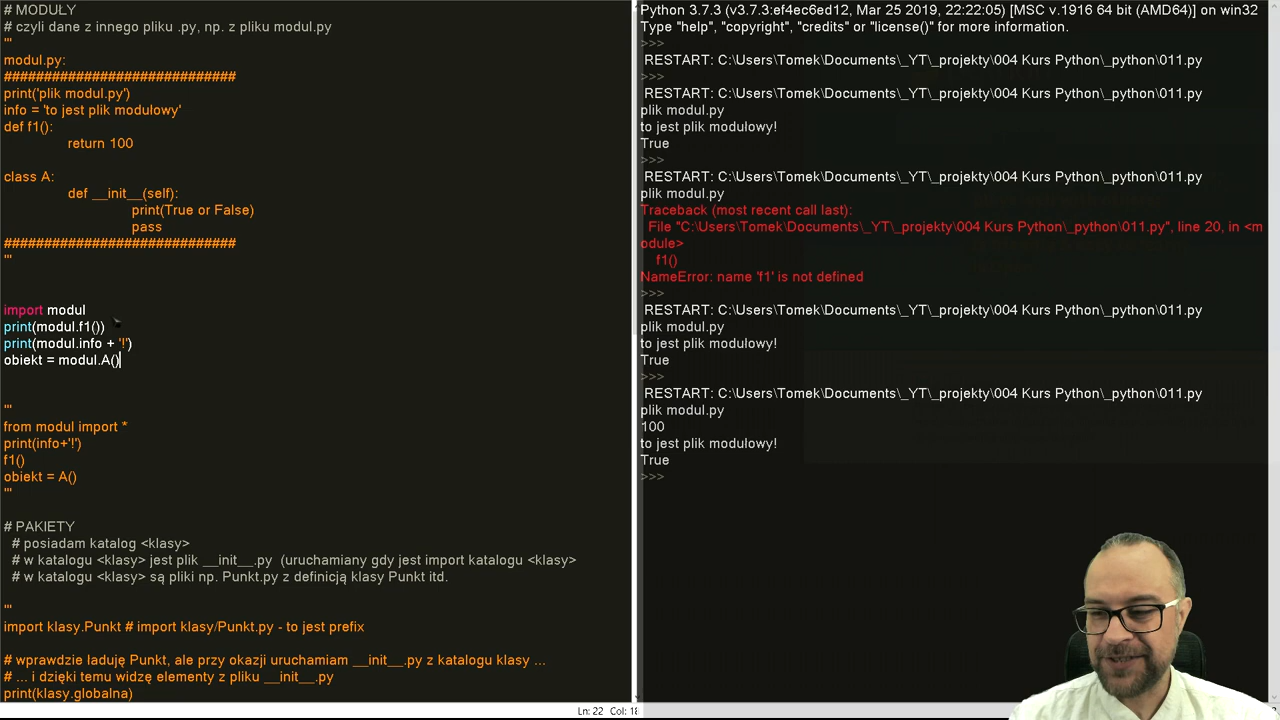 # MODUŁY
# czyli dane z innego pliku .py, np. z pliku modul.py
'''
modul.py:
#############################
print('plik modul.py')
info = 'to jest plik modułowy'
def f1():
return 100
class A:
def __init__(self):
print(True or False)
pass
#############################
'''
import modul
print(modul.f1())
print(modul.info + '!')
obiekt = modul.A()
'''
from modul import *
print(info+'!')
f1()
obiekt = A()
'''
# PAKIETY
# posiadam katalog <klasy>
# w katalogu <klasy> jest plik __init__.py (uruchamiany gdy jest import katalogu <klasy>
# w katalogu <klasy> są pliki np. Punkt.py z definicją klasy Punkt itd.
'''
import klasy.Punkt # import klasy/Punkt.py - to jest prefix
# wprawdzie laduję Punkt, ale przy okazji uruchamiam __init__.py z katalogu klasy ...
# ... i dzięki temu widzę elementy z pliku __init__.py
print(klasy.globalna)
Ln: 22 Col: 18
Python 3.7.3 (v3.7.3:ef4ec6ed12, Mar 25 2019, 22:22:05) [MSC v.1916 64 bit (AMD64)] on win32
Type "help", "copyright", "credits" or "license()" for more information.
>>>
RESTART: C:\Users\Tomek\Documents\_YT\_projekty\004 Kurs Python\_python\011.py
>>>
RESTART: C:\Users\Tomek\Documents\_YT\_projekty\004 Kurs Python\_python\011.py
plik modul.py
to jest plik modułowy!
True
>>>
RESTART: C:\Users\Tomek\Documents\_YT\_projekty\004 Kurs Python\_python\011.py
plik modul.py
Traceback (most recent call last):
File "C:\Users\Tomek\Documents\_YT\_projekty\004 Kurs Python\_python\011.py", line 20, in <m
odule>
f1()
NameError: name 'f1' is not defined
>>>
RESTART: C:\Users\Tomek\Documents\_YT\_projekty\004 Kurs Python\_python\011.py
plik modul.py
to jest plik modułowy!
True
>>>
RESTART: C:\Users\Tomek\Documents\_YT\_projekty\004 Kurs Python\_python\011.py
plik modul.py
100
to jest plik modułowy!
True
>>>